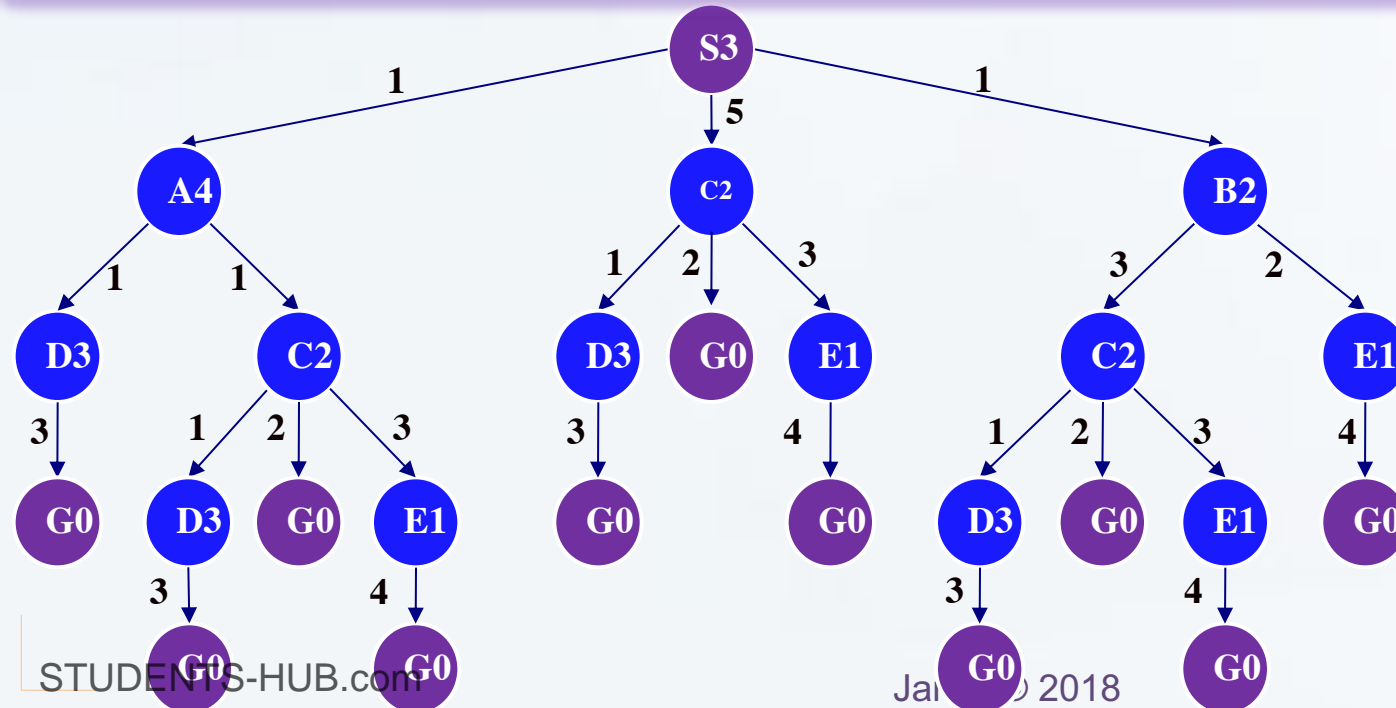 S3
1 5 1
A4 C2 B2
1 1 1 2 3 3 2
D3 C2 D3 G0 E1 C2 E1
3 1 2 3 3 4 1 2 3 4
G0 D3 G0 E1 G0 G0 D3 G0 E1 G0
3 4 3 4
G0 G0 G0 G0
STUDENTS-HUB.com 2018